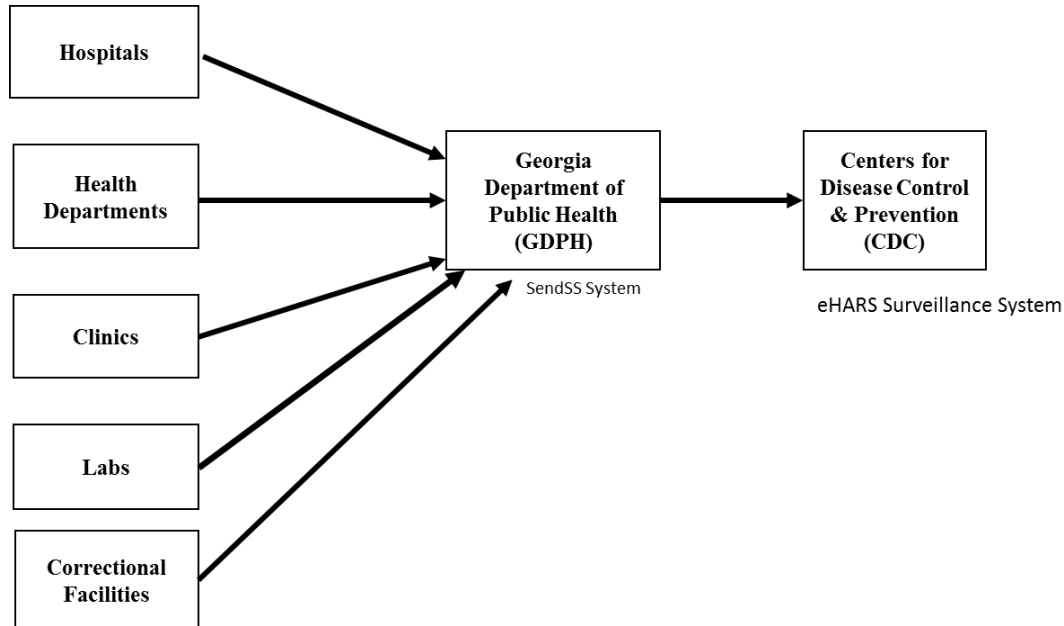 Hospitals
Health
Departments
Clinics
Labs
Correctional
Facilities
Georgia
Department of
Public Health
(GDPH)
SendSS System
Centers for
Disease Control
& Prevention
(CDC)
eHARS Surveillance System